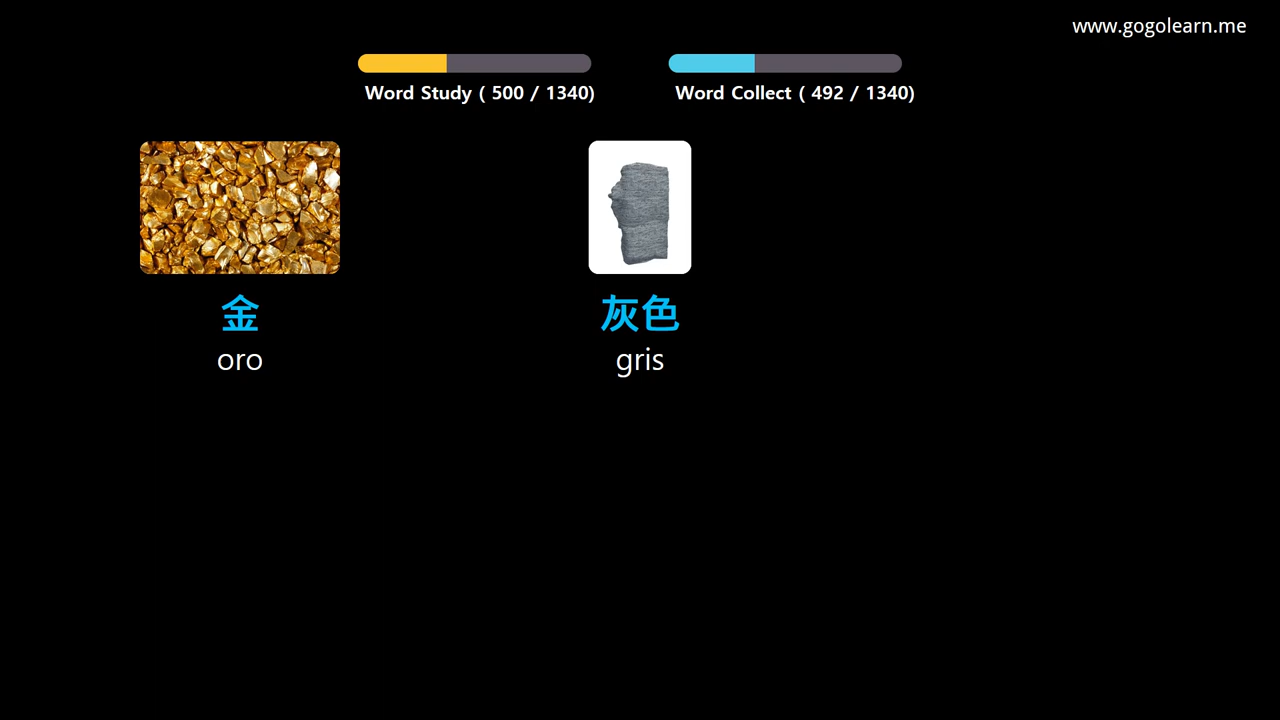 www.gogolearn.me
Word Study ( 500 / 1340)
Word Collect ( 492 / 1340)
金
oro
灰色
gris